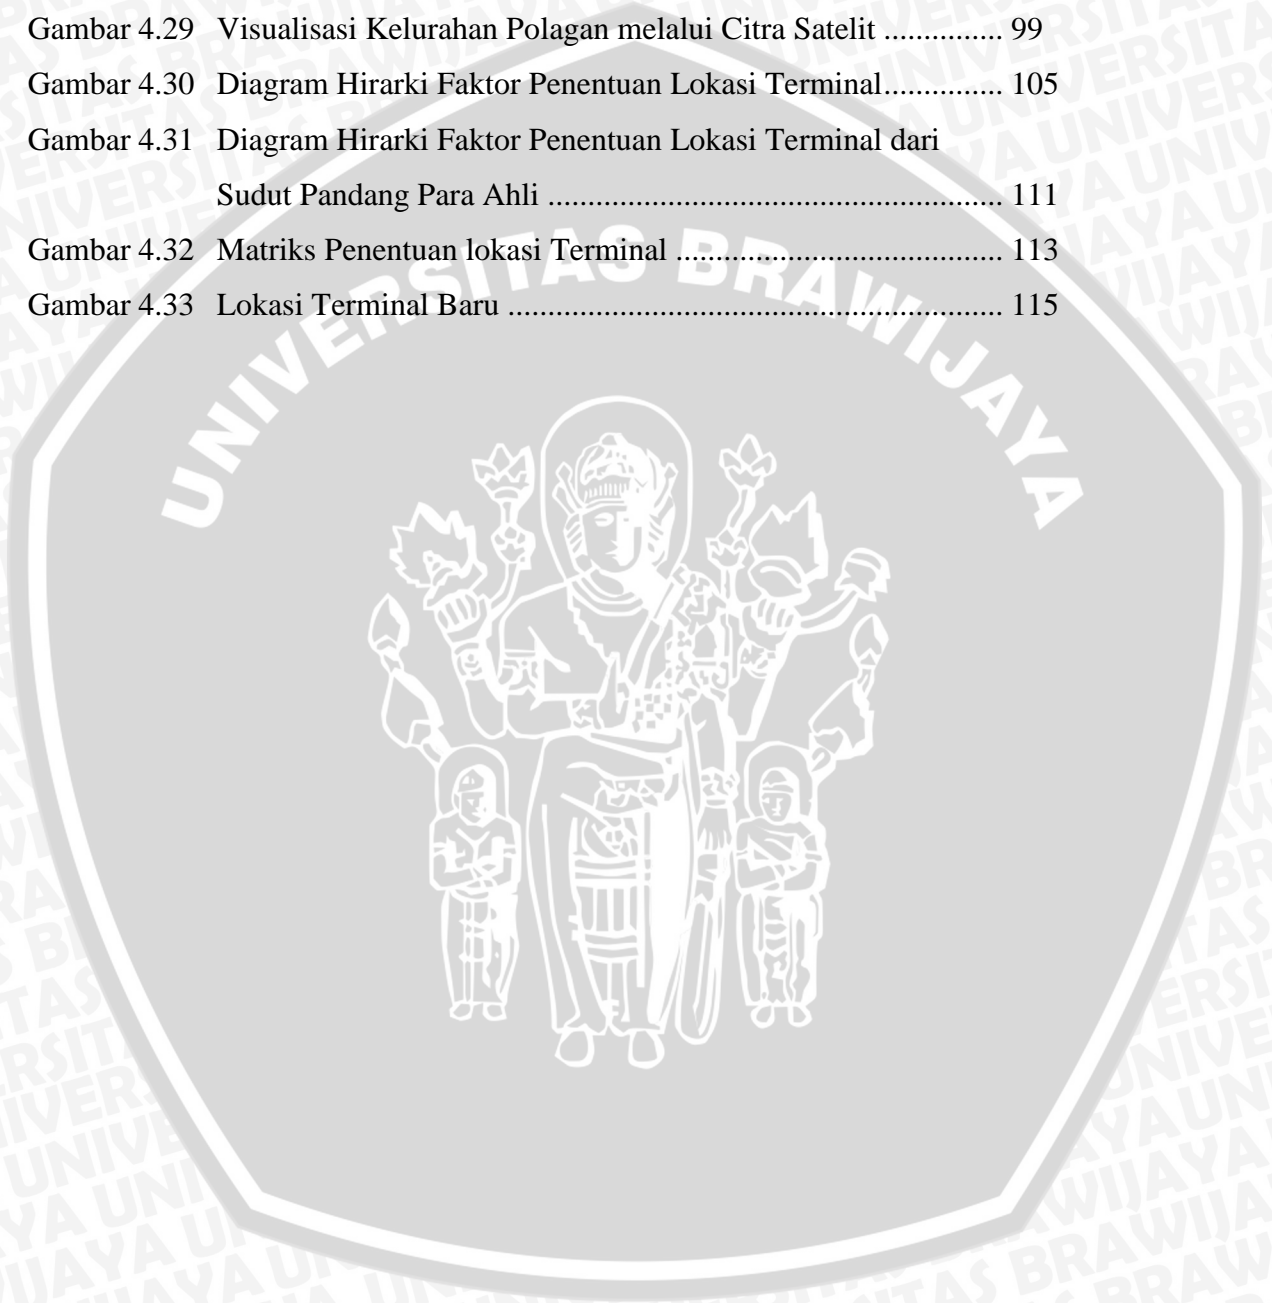 Gambar 4.29 Visualisasi Kelurahan Polagan melalui Citra Satelit ............... 99
Gambar 4.30 Diagram Hirarki Faktor Penentuan Lokasi Terminal............... 105
Gambar 4.31 Diagram Hirarki Faktor Penentuan Lokasi Terminal dari
Sudut Pandang Para Ahli ......................................................... 111
Gambar 4.32 Matriks Penentuan lokasi Terminal ......................................... 113
Gambar 4.33 Lokasi Terminal Baru .............................................................. 115
UNIVERSITAS BRAWIJAYA